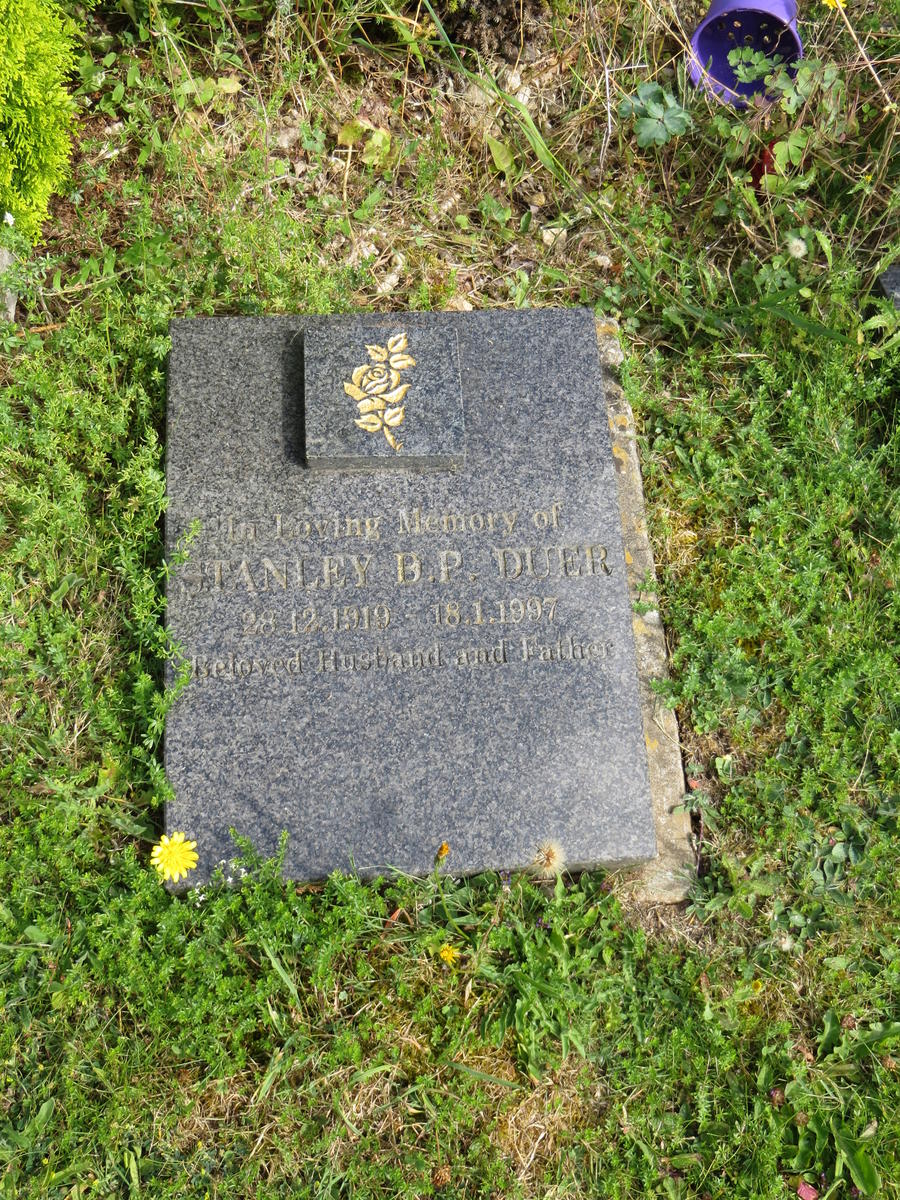 In Loving Memory of
STANLEY D.P. DUER
28.12.1919 - 18.1.1997
Beloved Husband and Father